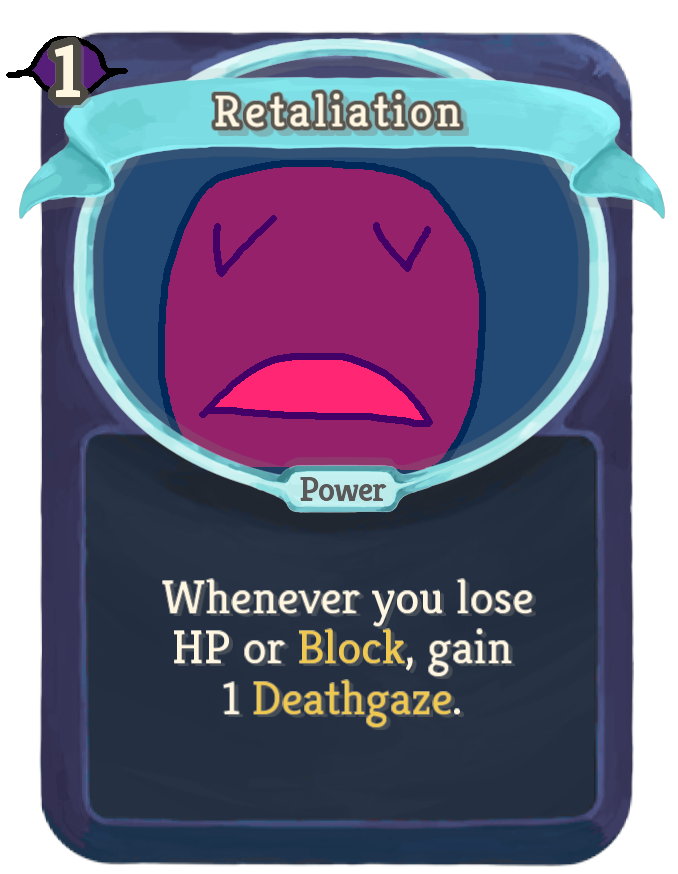 1
Retaliation
Power
Whenever you lose
HP or Block, gain
1 Deathgaze.